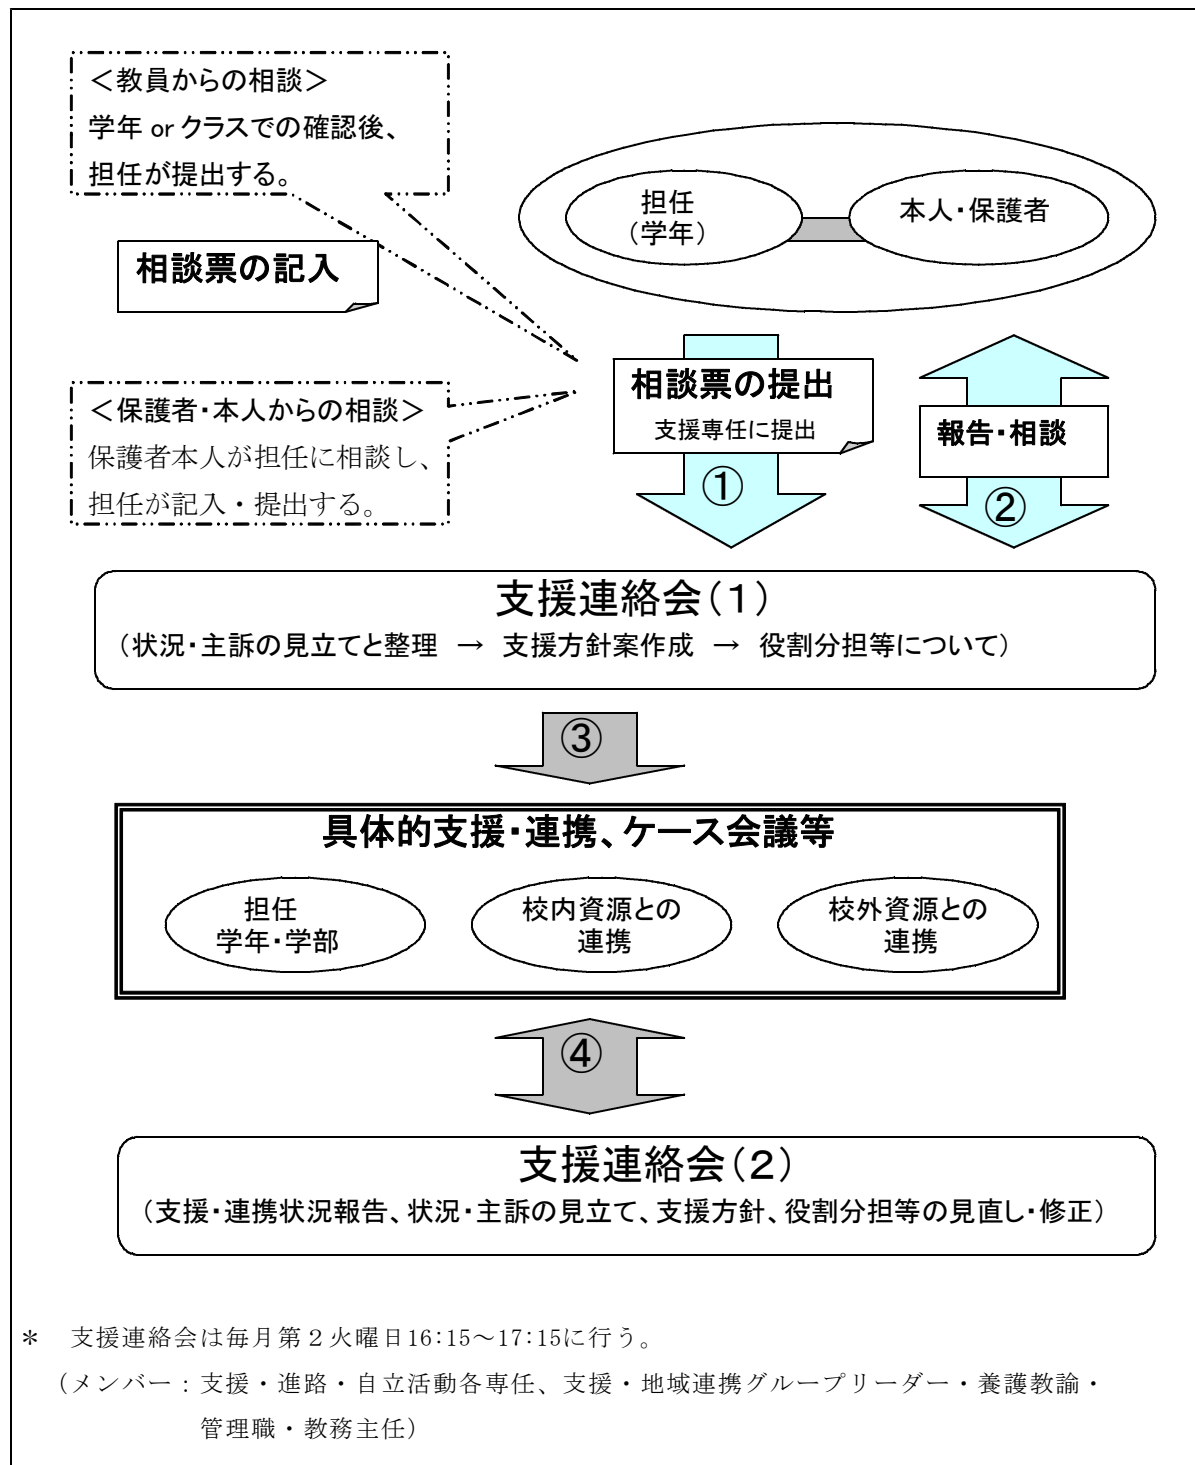 ＜教員からの相談＞
学年 or クラスでの確認後、
担任が提出する。
担任
（学年）
本人・保護者
相談票の記入
相談票の提出
支援専任に提出
①
報告・相談
②
＜保護者・本人からの相談＞
保護者本人が担任に相談し、
担任が記入・提出する。
支援連絡会（１）
（状況・主訴の見立てと整理 → 支援方針案作成 → 役割分担等について）
③
具体的支援・連携、ケース会議等
担任
学年・学部
校内資源との
連携
校外資源との
連携
④
支援連絡会（２）
（支援・連携状況報告、状況・主訴の見立て、支援方針、役割分担等の見直し・修正）
＊　支援連絡会は毎月第２火曜日16:15～17:15に行う。
（メンバー：支援・進路・自立活動各専任、支援・地域連携グループリーダー・養護教諭・
管理職・教務主任）